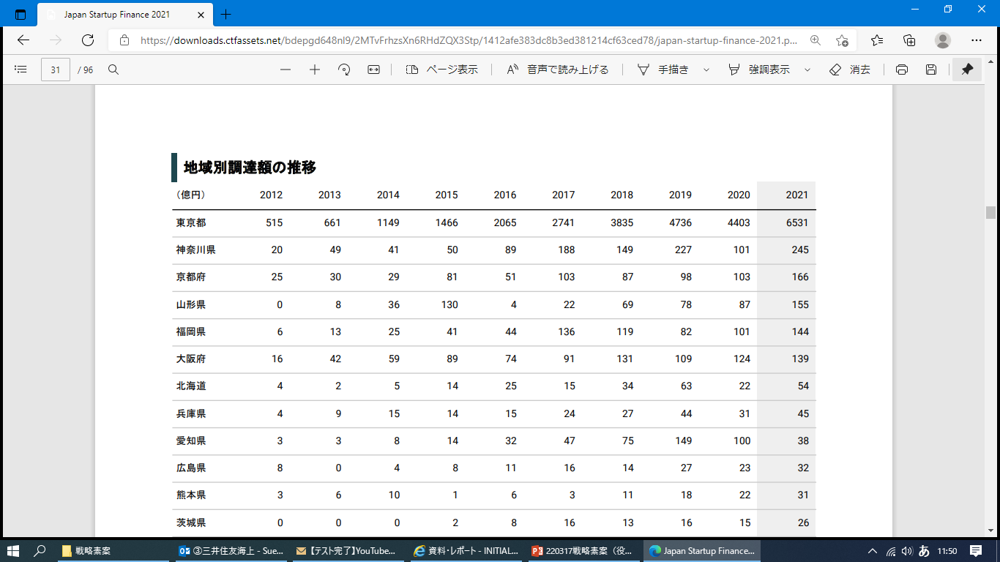 Japan Startup Finance 2021
https://downloads.ctfassets.net/bdepgd648nl9/2MTvFrhzsXn6RHdZQX3Stp/1412afe383dc8b3ed381214cf63ced78/japan-startup-finance-2021.p...
31 / 96 ページ表示 音声で読み上げる 手描き 強調表示 消去
地域別調達額の推移
（億円） 2012 2013 2014 2015 2016 2017 2018 2019 2020 2021
東京都 515 661 1149 1466 2065 2741 3835 4736 4403 6531
神奈川県 20 49 41 50 89 188 149 227 101 245
京都府 25 30 29 81 51 103 87 98 103 166
山形県 0 8 36 130 4 22 69 78 87 155
福岡県 6 13 25 41 44 136 119 82 101 144
大阪府 16 42 59 89 74 91 131 109 124 139
北海道 4 2 5 14 25 15 34 63 22 54
兵庫県 4 9 15 14 15 24 27 44 31 45
愛知県 3 3 8 14 32 47 75 149 100 38
広島県 8 0 4 8 11 16 14 27 23 32
熊本県 3 6 10 1 6 3 11 18 22 31
茨城県 0 0 0 2 8 16 13 16 15 26
戦略素案 ③三井住友海上 - Sue... 【テスト完了】YouTube... 資料・レポート - INITIAL... 220317戦略素案（役... Japan Startup Finance... あ 11:50